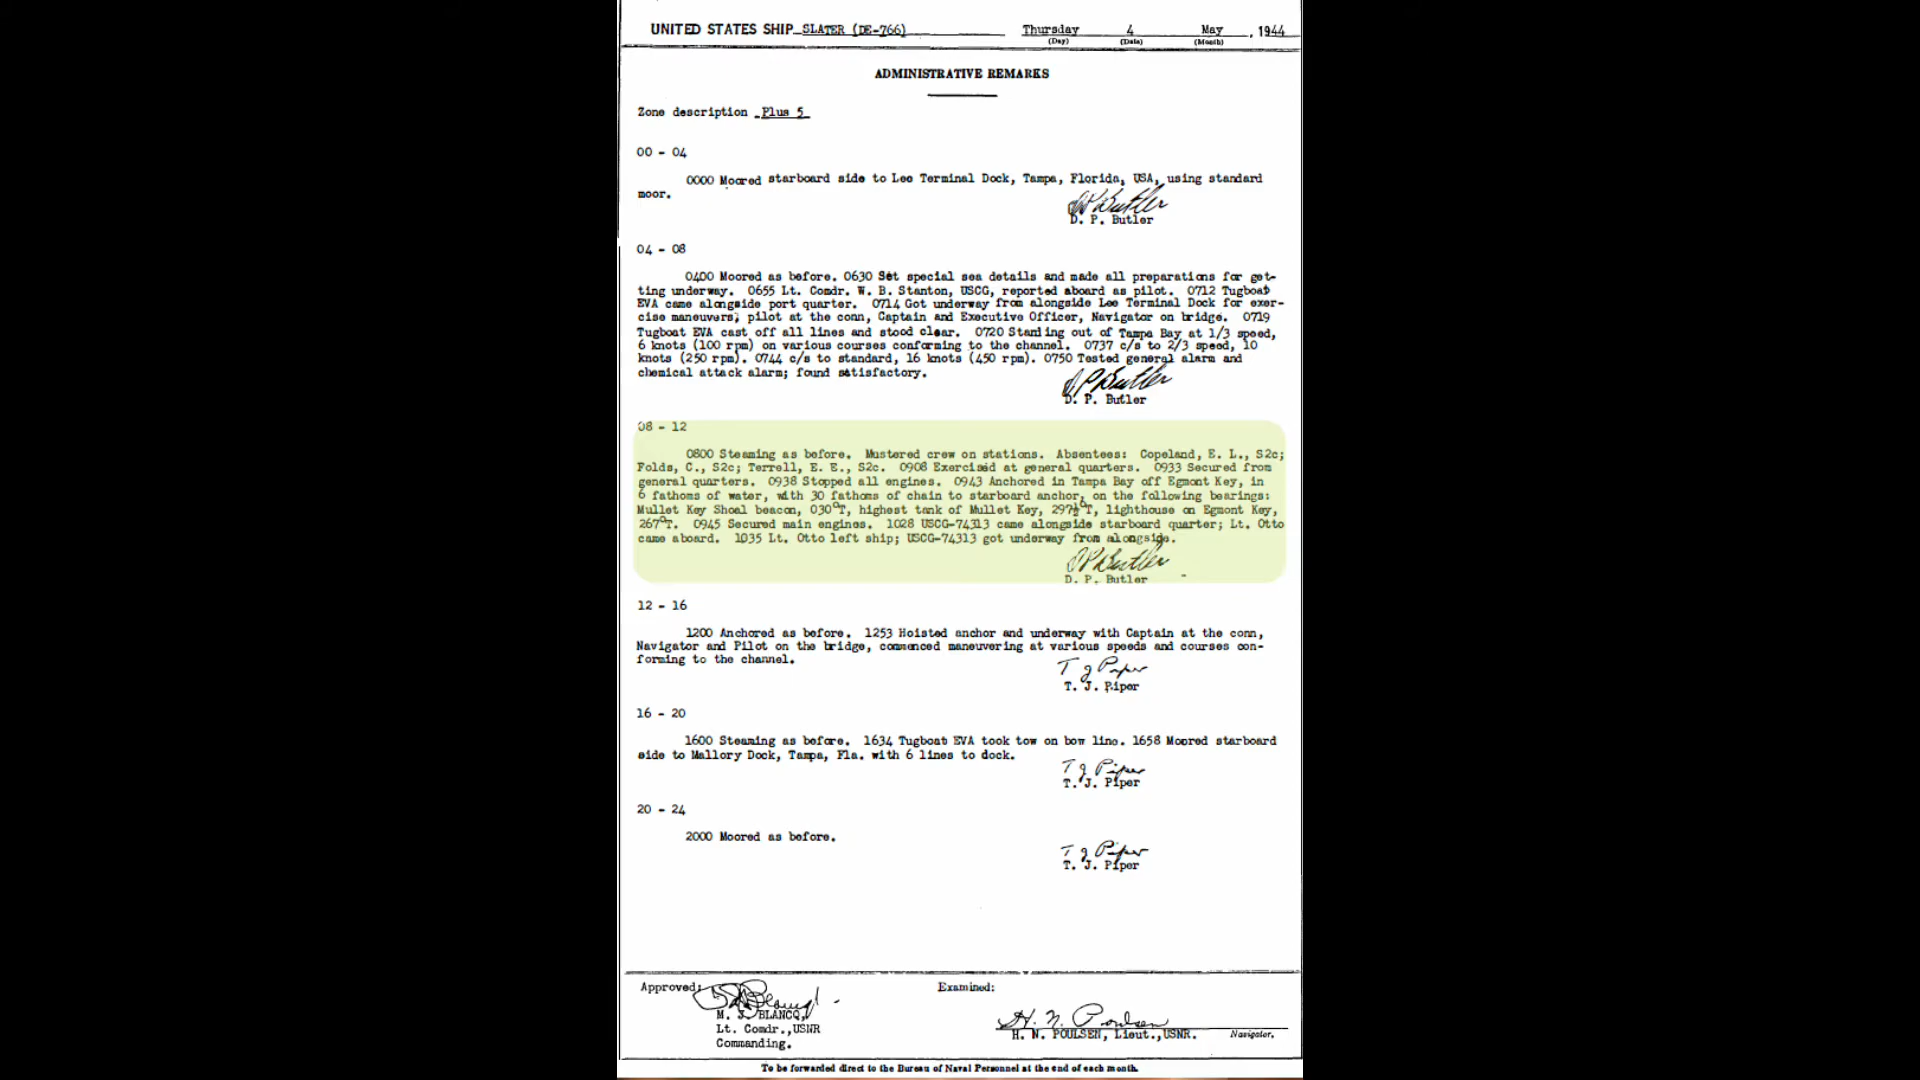 UNITED STATES SHIP SLATER (DE-766) Thursday 4 May , 1944
(Day) (Date) (Month)
ADMINISTRATIVE REMARKS
Zone description Plus 5
00 - 04
0000 Moored starboard side to Lee Terminal Dock, Tampa, Florida, USA, using standard
moor.
D P Butler
D. P. Butler
04 - 08
0400 Moored as before. 0630 Set special sea details and made all preparations for get-
ting underway. 0655 Lt. Comdr. W. B. Stanton, USCG, reported aboard as pilot. 0712 Tugboat
EVA came alongside port quarter. 0714 Got underway from alongside Lee Terminal Dock for exer-
cise maneuvers; pilot at the conn, Captain and Executive Officer, Navigator on bridge. 0719
Tugboat EVA cast off all lines and stood clear. 0720 Standing out of Tampa Bay at 1/3 speed,
6 knots (100 rpm) on various courses conforming to the channel. 0737 c/s to 2/3 speed, 10
knots (250 rpm). 0744 c/s to standard, 16 knots (450 rpm). 0750 Tested general alarm and
chemical attack alarm; found satisfactory.
D P Butler
D. P. Butler
08 - 12
0800 Steaming as before. Mustered crew on stations. Absentees: Copeland, E. L., S2c;
Folds, C., S2c; Terrell, E. E., S2c. 0908 Exercised at general quarters. 0933 Secured from
general quarters. 0938 Stopped all engines. 0943 Anchored in Tampa Bay off Egmont Key, in
6 fathoms of water, with 30 fathoms of chain to starboard anchor, on the following bearings:
Mullet Key Shoal beacon, 030°T, highest tank of Mullet Key, 297½°T, lighthouse on Egmont Key,
267°T. 0945 Secured main engines. 1028 USCG-74313 came alongside starboard quarter; Lt. Otto
came aboard. 1035 Lt. Otto left ship; USCG-74313 got underway from alongside.
D P Butler
D. P. Butler
12 - 16
1200 Anchored as before. 1253 Hoisted anchor and underway with Captain at the conn,
Navigator and Pilot on the bridge, commenced maneuvering at various speeds and courses con-
forming to the channel.
T J Piper
T. J. Piper
16 - 20
1600 Steaming as before. 1634 Tugboat EVA took tow on bow line. 1658 Moored starboard
side to Mallory Dock, Tampa, Fla. with 6 lines to dock.
T J Piper
T. J. Piper
20 - 24
2000 Moored as before.
T J Piper
T. J. Piper
Approved: Examined:
M. J. BLANCQ,
Lt. Comdr.,USNR
Commanding.
H. N. Poulsen
H. N. POULSEN, Lieut.,USNR. Navigator.
To be forwarded direct to the Bureau of Naval Personnel at the end of each month.